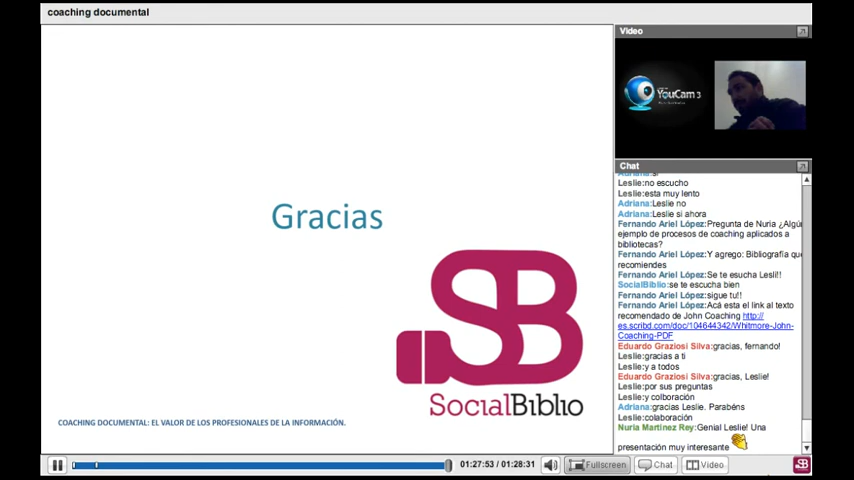 coaching documental
Gracias
SB
SocialBiblio
COACHING DOCUMENTAL: EL VALOR DE LOS PROFESIONALES DE LA INFORMACIÓN.
Video
YouCam 3
Chat
Adriana:si
Leslie:no escucho
Leslie:esta muy lento
Adriana:Leslie no
Adriana:Leslie si ahora
Fernando Ariel López:Pregunta de Nuria ¿Algún
ejemplo de procesos de coaching aplicados a
bibliotecas?
Fernando Ariel López:Y agrego: Bibliografía que
recomiendes
Fernando Ariel López:Se te escucha Lesli!!
SocialBiblio:se te escucha bien
Fernando Ariel López:sigue tu!!
Fernando Ariel López:Acá esta el link al texto
recomendado de John Coaching http://
es.scribd.com/doc/104644342/Whitmore-John-
Coaching-PDF
Eduardo Graziosi Silva:gracias, fernando!
Leslie:gracias a ti
Leslie:y a todos
Eduardo Graziosi Silva:gracias, Leslie!
Leslie:por sus preguntas
Leslie:y colboración
Adriana:gracias Leslie. Parabéns
Leslie:colaboración
Nuria Martínez Rey:Genial Leslie! Una
presentación muy interesante
01:27:53 / 01:28:31
Fullscreen
Chat
Video
SB